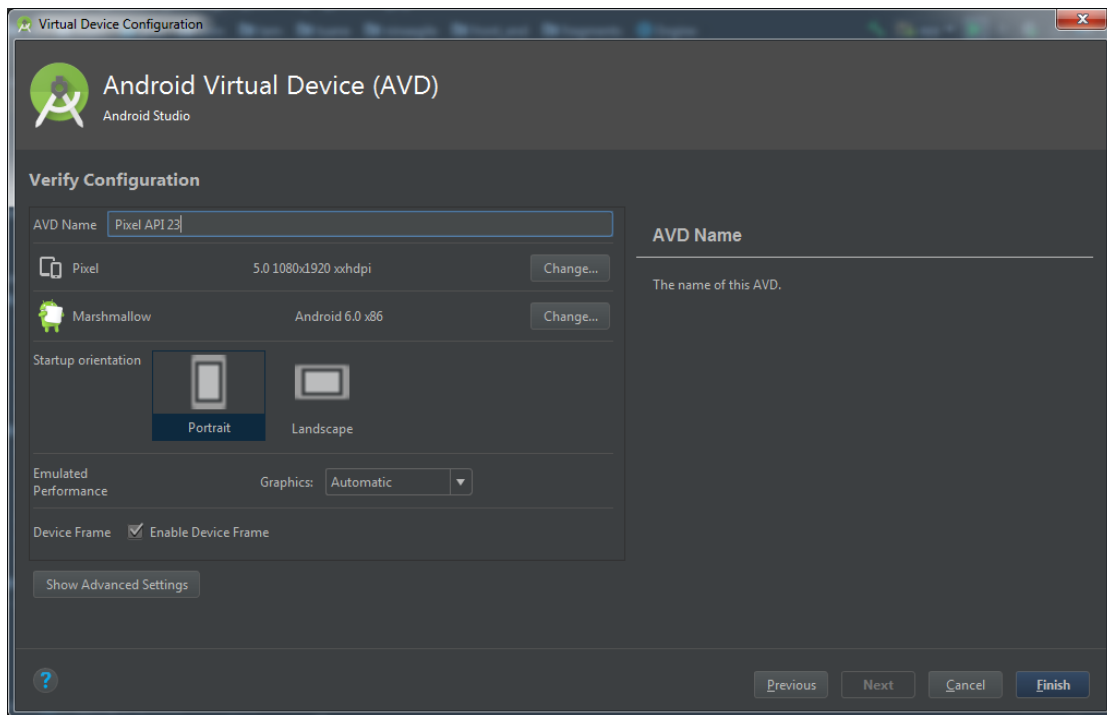 Virtual Device Configuration
Android Virtual Device (AVD)
Android Studio
Verify Configuration
AVD Name Pixel API 23
Pixel 5.0 1080x1920 xxhdpi Change...
Marshmallow Android 6.0 x86 Change...
Startup orientation
Portrait Landscape
Emulated
Performance
Graphics: Automatic
Device Frame Enable Device Frame
Show Advanced Settings
AVD Name
The name of this AVD.
?
Previous Next Cancel Finish